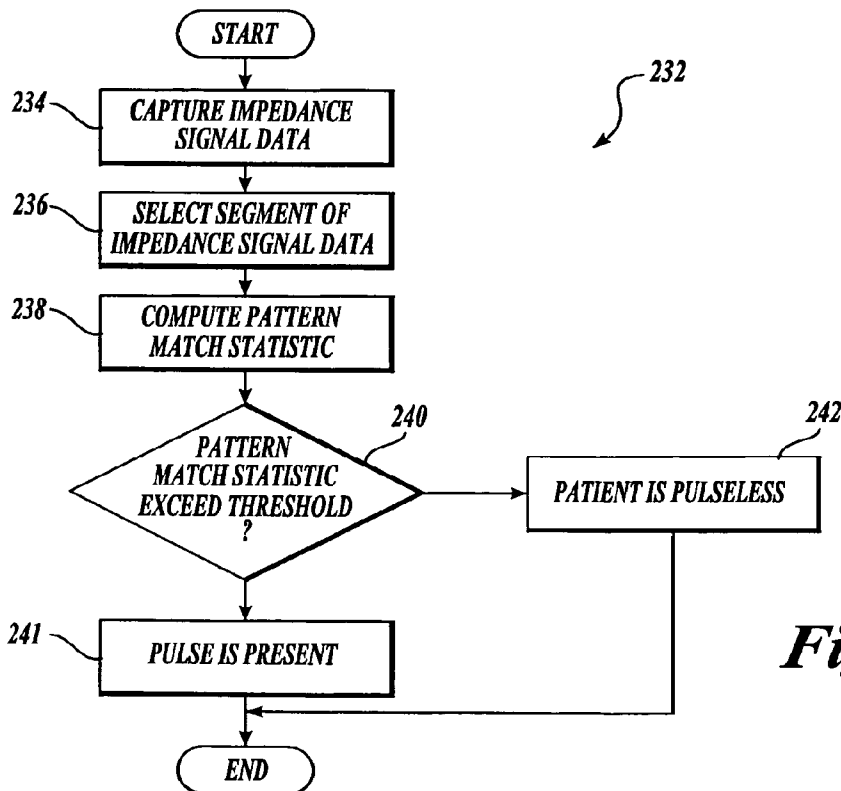 START
232
234
CAPTURE IMPEDANCE
SIGNAL DATA
236
SELECT SEGMENT OF
IMPEDANCE SIGNAL DATA
238
COMPUTE PATTERN
MATCH STATISTIC
240
PATTERN
MATCH STATISTIC
EXCEED THRESHOLD
?
242
PATIENT IS PULSELESS
241
PULSE IS PRESENT
END